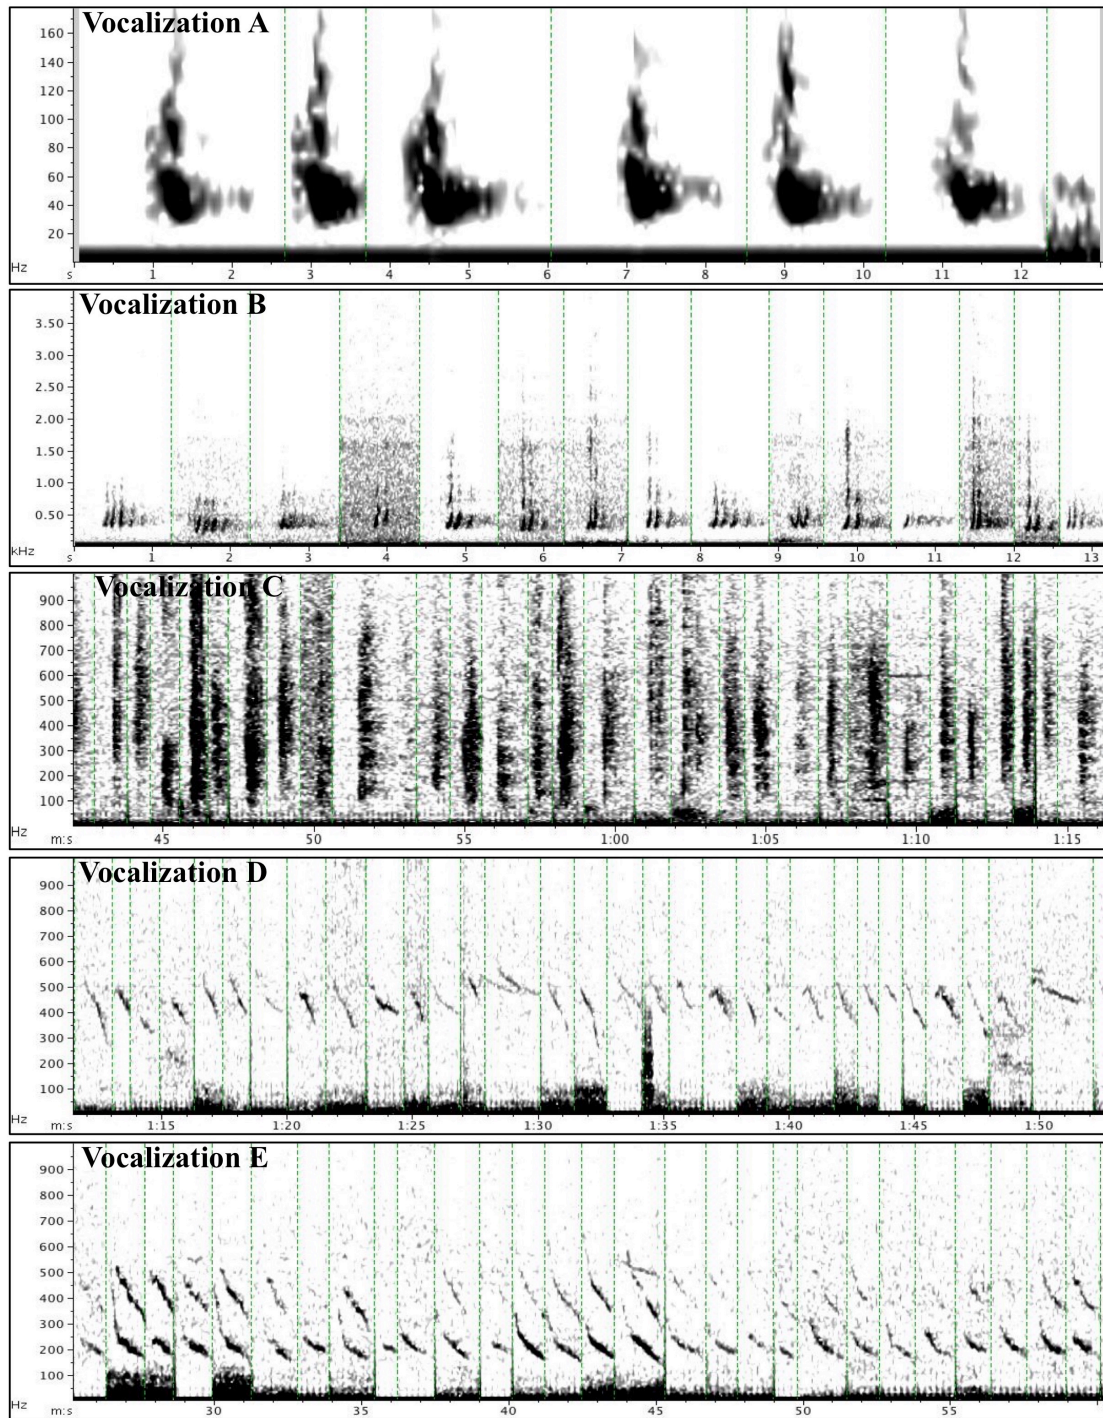 Vocalization A
160
140
120
100
80
60
40
20
Hz
s 1 2 3 4 5 6 7 8 9 10 11 12
Vocalization B
3.50
3.00
2.50
2.00
1.50
1.00
0.50
kHz
s 1 2 3 4 5 6 7 8 9 10 11 12 13
Vocalization C
900
800
700
600
500
400
300
200
100
Hz
m:s 45 50 55 1:00 1:05 1:10 1:15
Vocalization D
900
800
700
600
500
400
300
200
100
Hz
m:s 1:15 1:20 1:25 1:30 1:35 1:40 1:45 1:50
Vocalization E
900
800
700
600
500
400
300
200
100
Hz
m:s 30 35 40 45 50 55